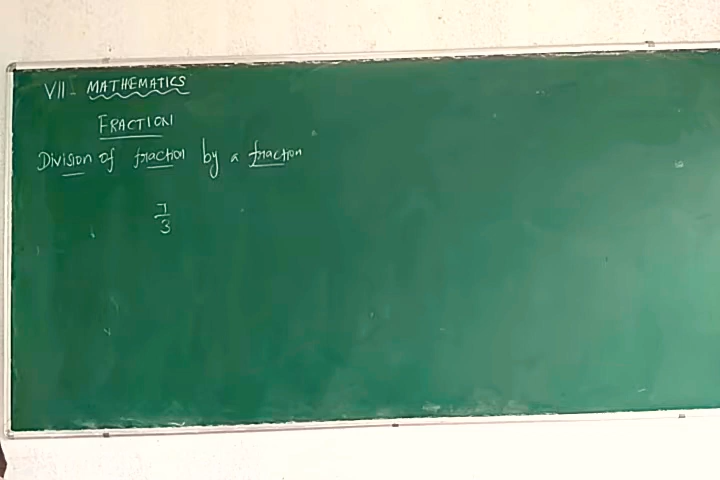 VII - MATHEMATICS
FRACTION
Division of fraction by a fraction
7
3